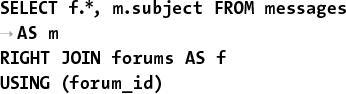 SELECT f.*, m.subject FROM messages
→ AS m
RIGHT JOIN forums AS f
USING (forum_id)